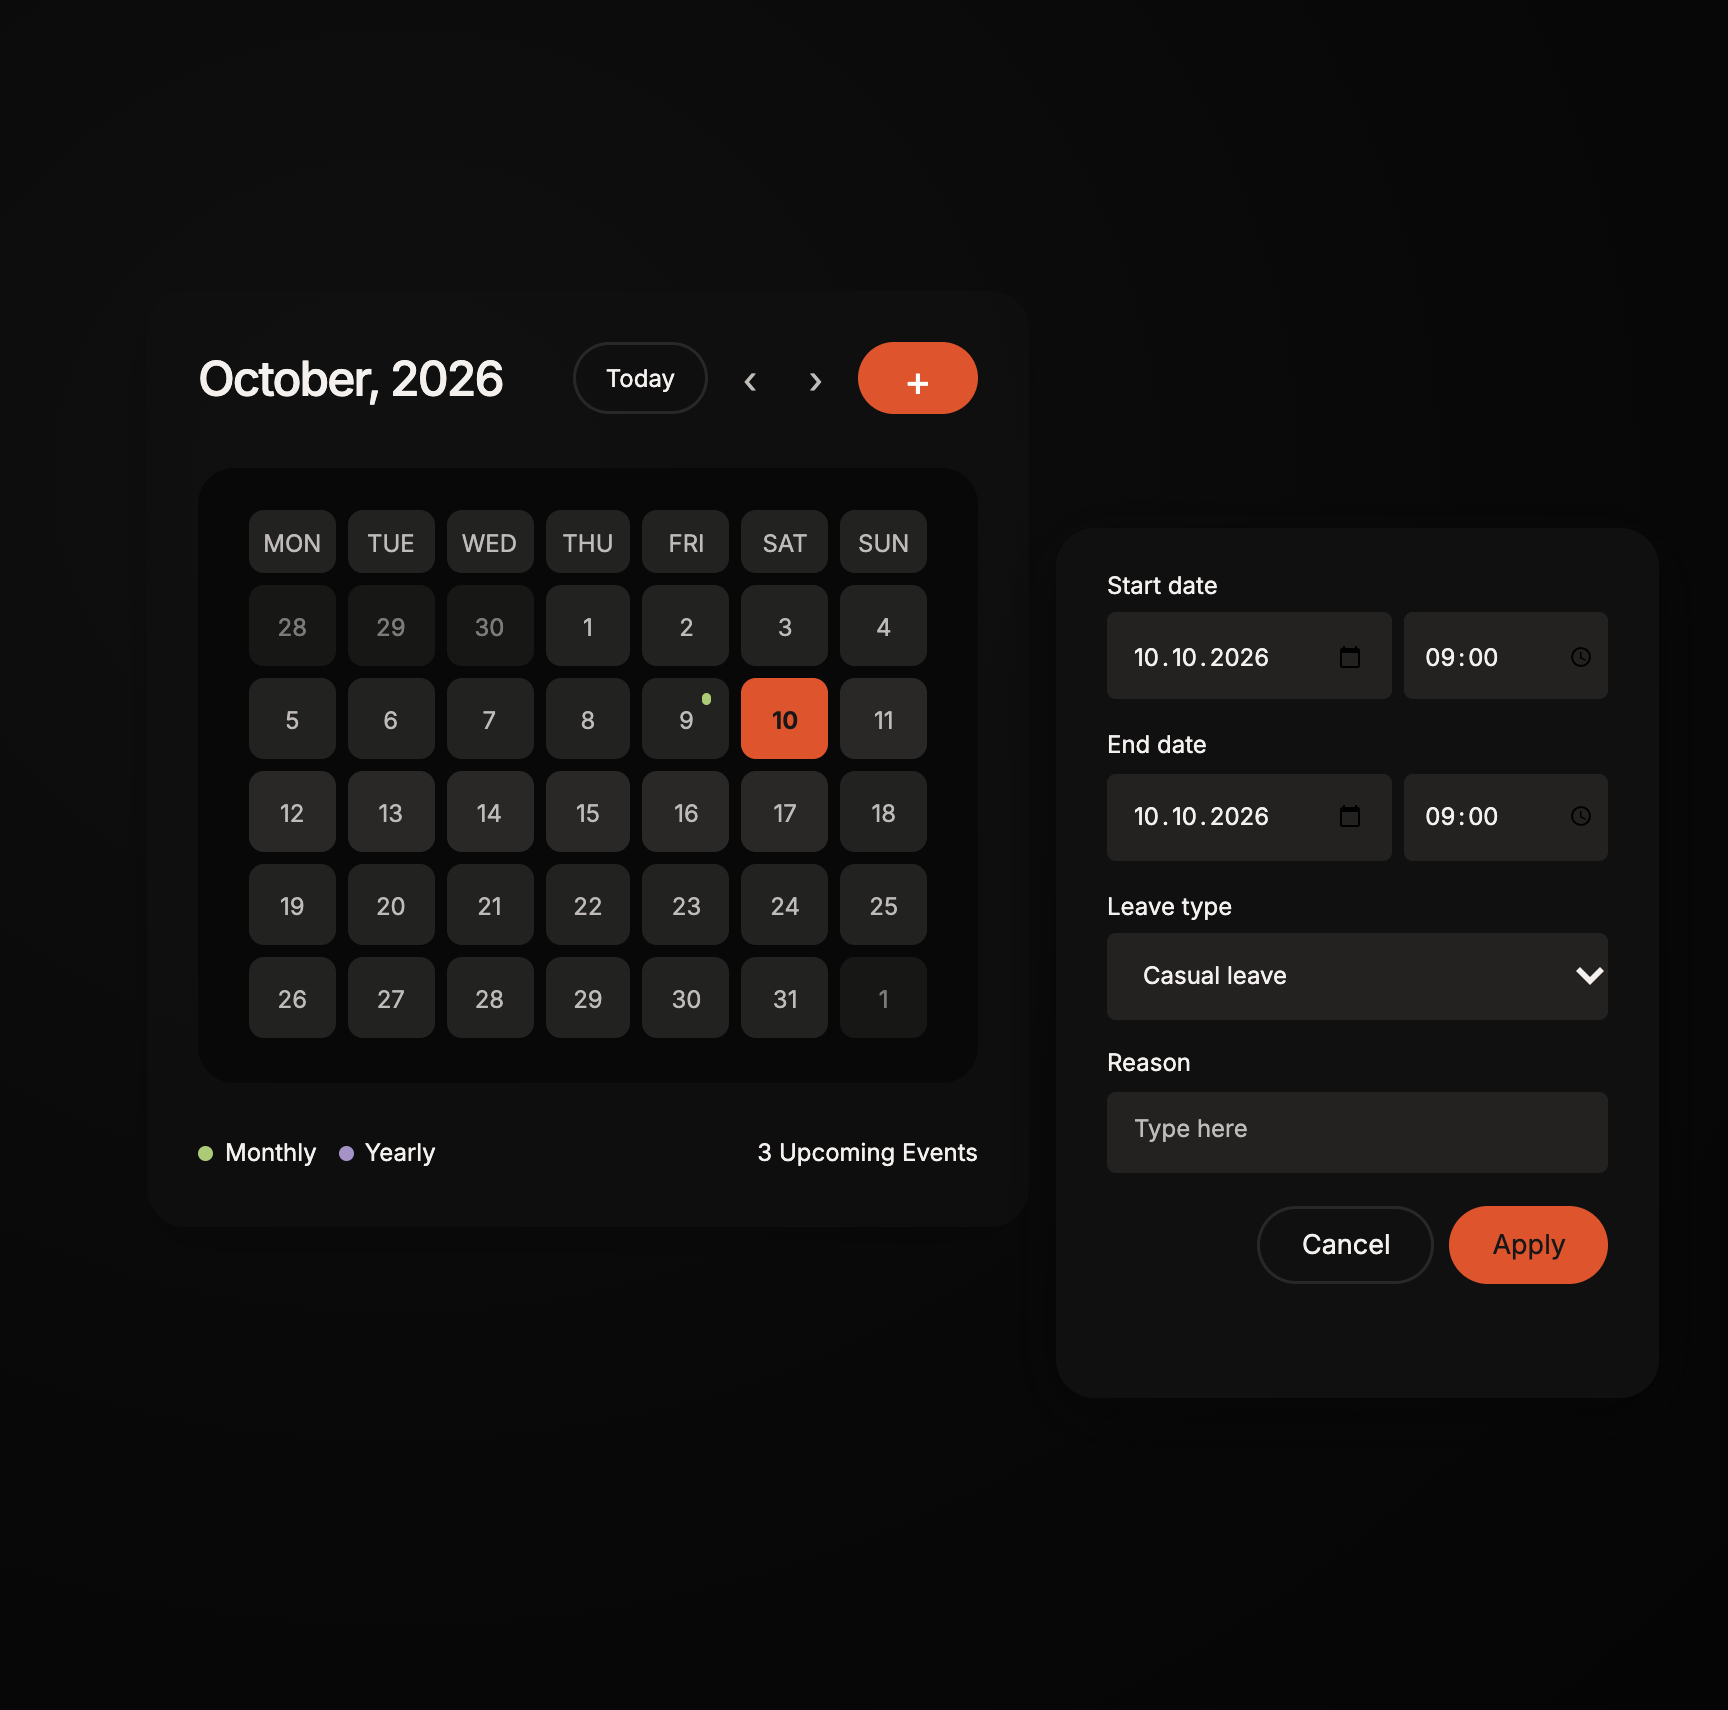 October, 2026
Today
‹ › +
MON TUE WED THU FRI SAT SUN
28 29 30 1 2 3 4
5 6 7 8 9 10 11
12 13 14 15 16 17 18
19 20 21 22 23 24 25
26 27 28 29 30 31 1
Monthly Yearly 3 Upcoming Events
Start date
10.10.2026 09:00
End date
10.10.2026 09:00
Leave type
Casual leave
Reason
Type here
Cancel Apply